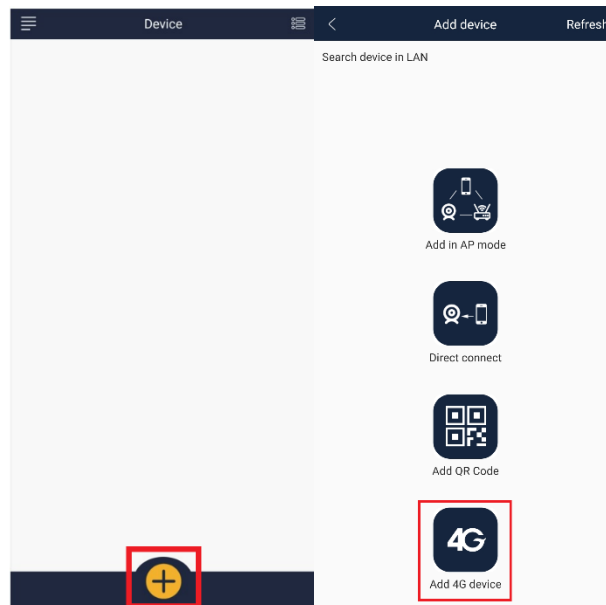 Device
Add device
Refresh
Search device in LAN
Add in AP mode
Direct connect
Add QR Code
4G
Add 4G device